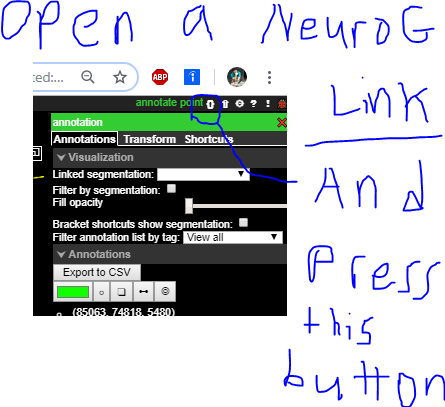 Open a NeuroG
Link
And
Press
this
button
ted:...
ABP
annotate point {} ? !
annotation
Annotations Transform Shortcuts
Visualization
Linked segmentation:
Filter by segmentation:
Fill opacity
Bracket shortcuts show segmentation:
Filter annotation list by tag: View all
Annotations
Export to CSV
(85063, 74818, 5480)